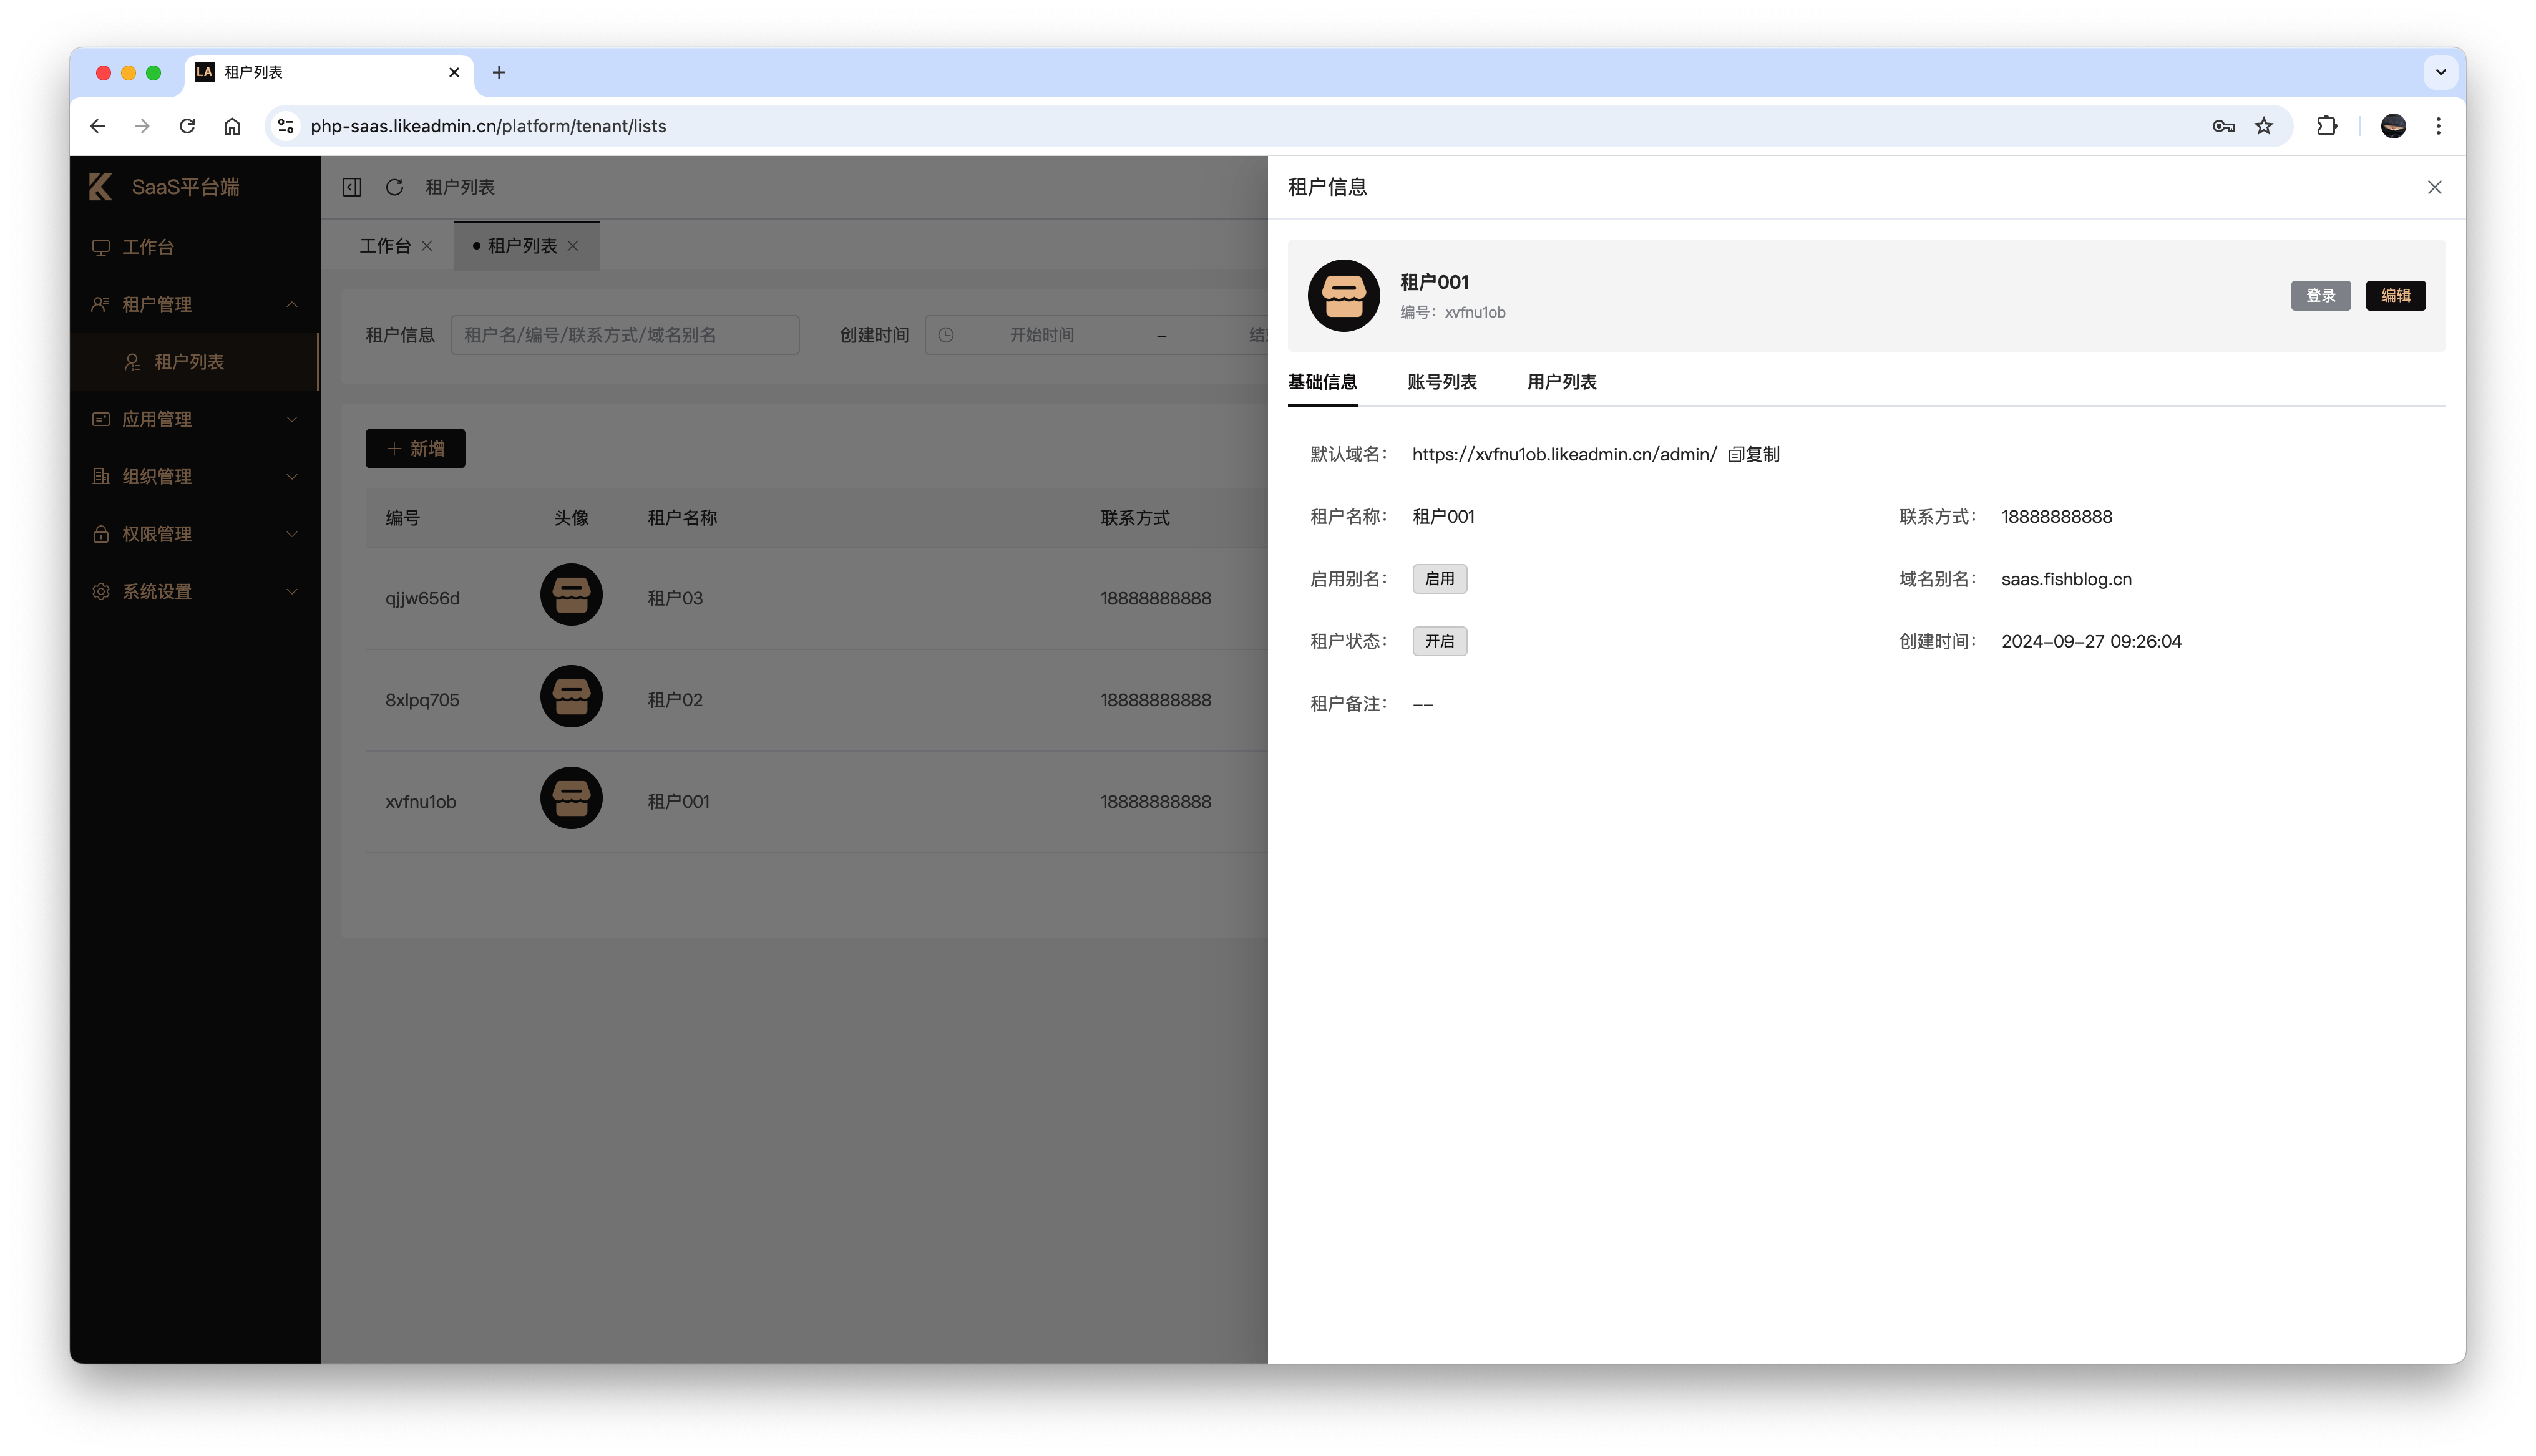 LA 租户列表
php-saas.likeadmin.cn/platform/tenant/lists
SaaS平台端
工作台
租户管理
租户列表
应用管理
组织管理
权限管理
系统设置
租户列表
工作台
租户列表
租户信息 租户名/编号/联系方式/域名别名 创建时间 开始时间 –
新增
编号 头像 租户名称 联系方式
qjjw656d 租户03 18888888888
8xlpq705 租户02 18888888888
xvfnu1ob 租户001 18888888888
租户信息
租户001
编号：xvfnu1ob
登录 编辑
基础信息 账号列表 用户列表
默认域名： https://xvfnu1ob.likeadmin.cn/admin/ 复制
租户名称： 租户001 联系方式： 18888888888
启用别名： 启用 域名别名： saas.fishblog.cn
租户状态： 开启 创建时间： 2024-09-27 09:26:04
租户备注： --